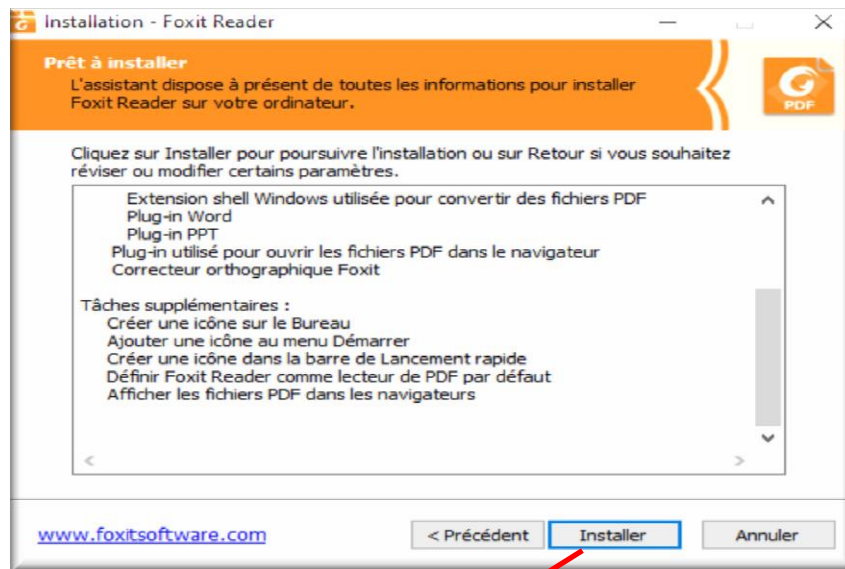 Installation - Foxit Reader
Prêt à installer
L'assistant dispose à présent de toutes les informations pour installer
Foxit Reader sur votre ordinateur.
G
PDF
Cliquez sur Installer pour poursuivre l'installation ou sur Retour si vous souhaitez
réviser ou modifier certains paramètres.
Extension shell Windows utilisée pour convertir des fichiers PDF
Plug-in Word
Plug-in PPT
Plug-in utilisé pour ouvrir les fichiers PDF dans le navigateur
Correcteur orthographique Foxit
Tâches supplémentaires :
Créer une icône sur le Bureau
Ajouter une icône au menu Démarrer
Créer une icône dans la barre de Lancement rapide
Définir Foxit Reader comme lecteur de PDF par défaut
Afficher les fichiers PDF dans les navigateurs
www.foxitsoftware.com
< Précédent
Installer
Annuler